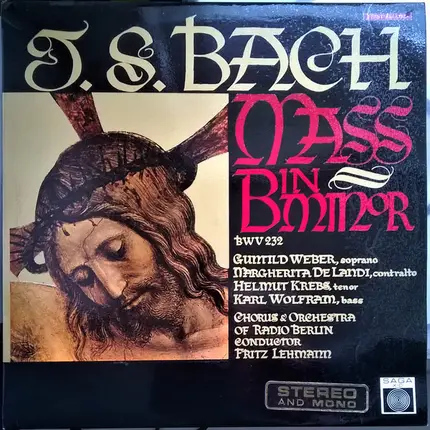 J. S. BACH
MASS
IN
B MINOR
BWV 232
GUNTILD WEBER, soprano
MARGHERITA DE LANDI, contralto
HELMUT KREBS, tenor
KARL WOLFRAM, bass
CHORUS & ORCHESTRA
OF RADIO BERLIN
CONDUCTOR
FRITZ LEHMANN
STEREO
AND MONO
SAGA